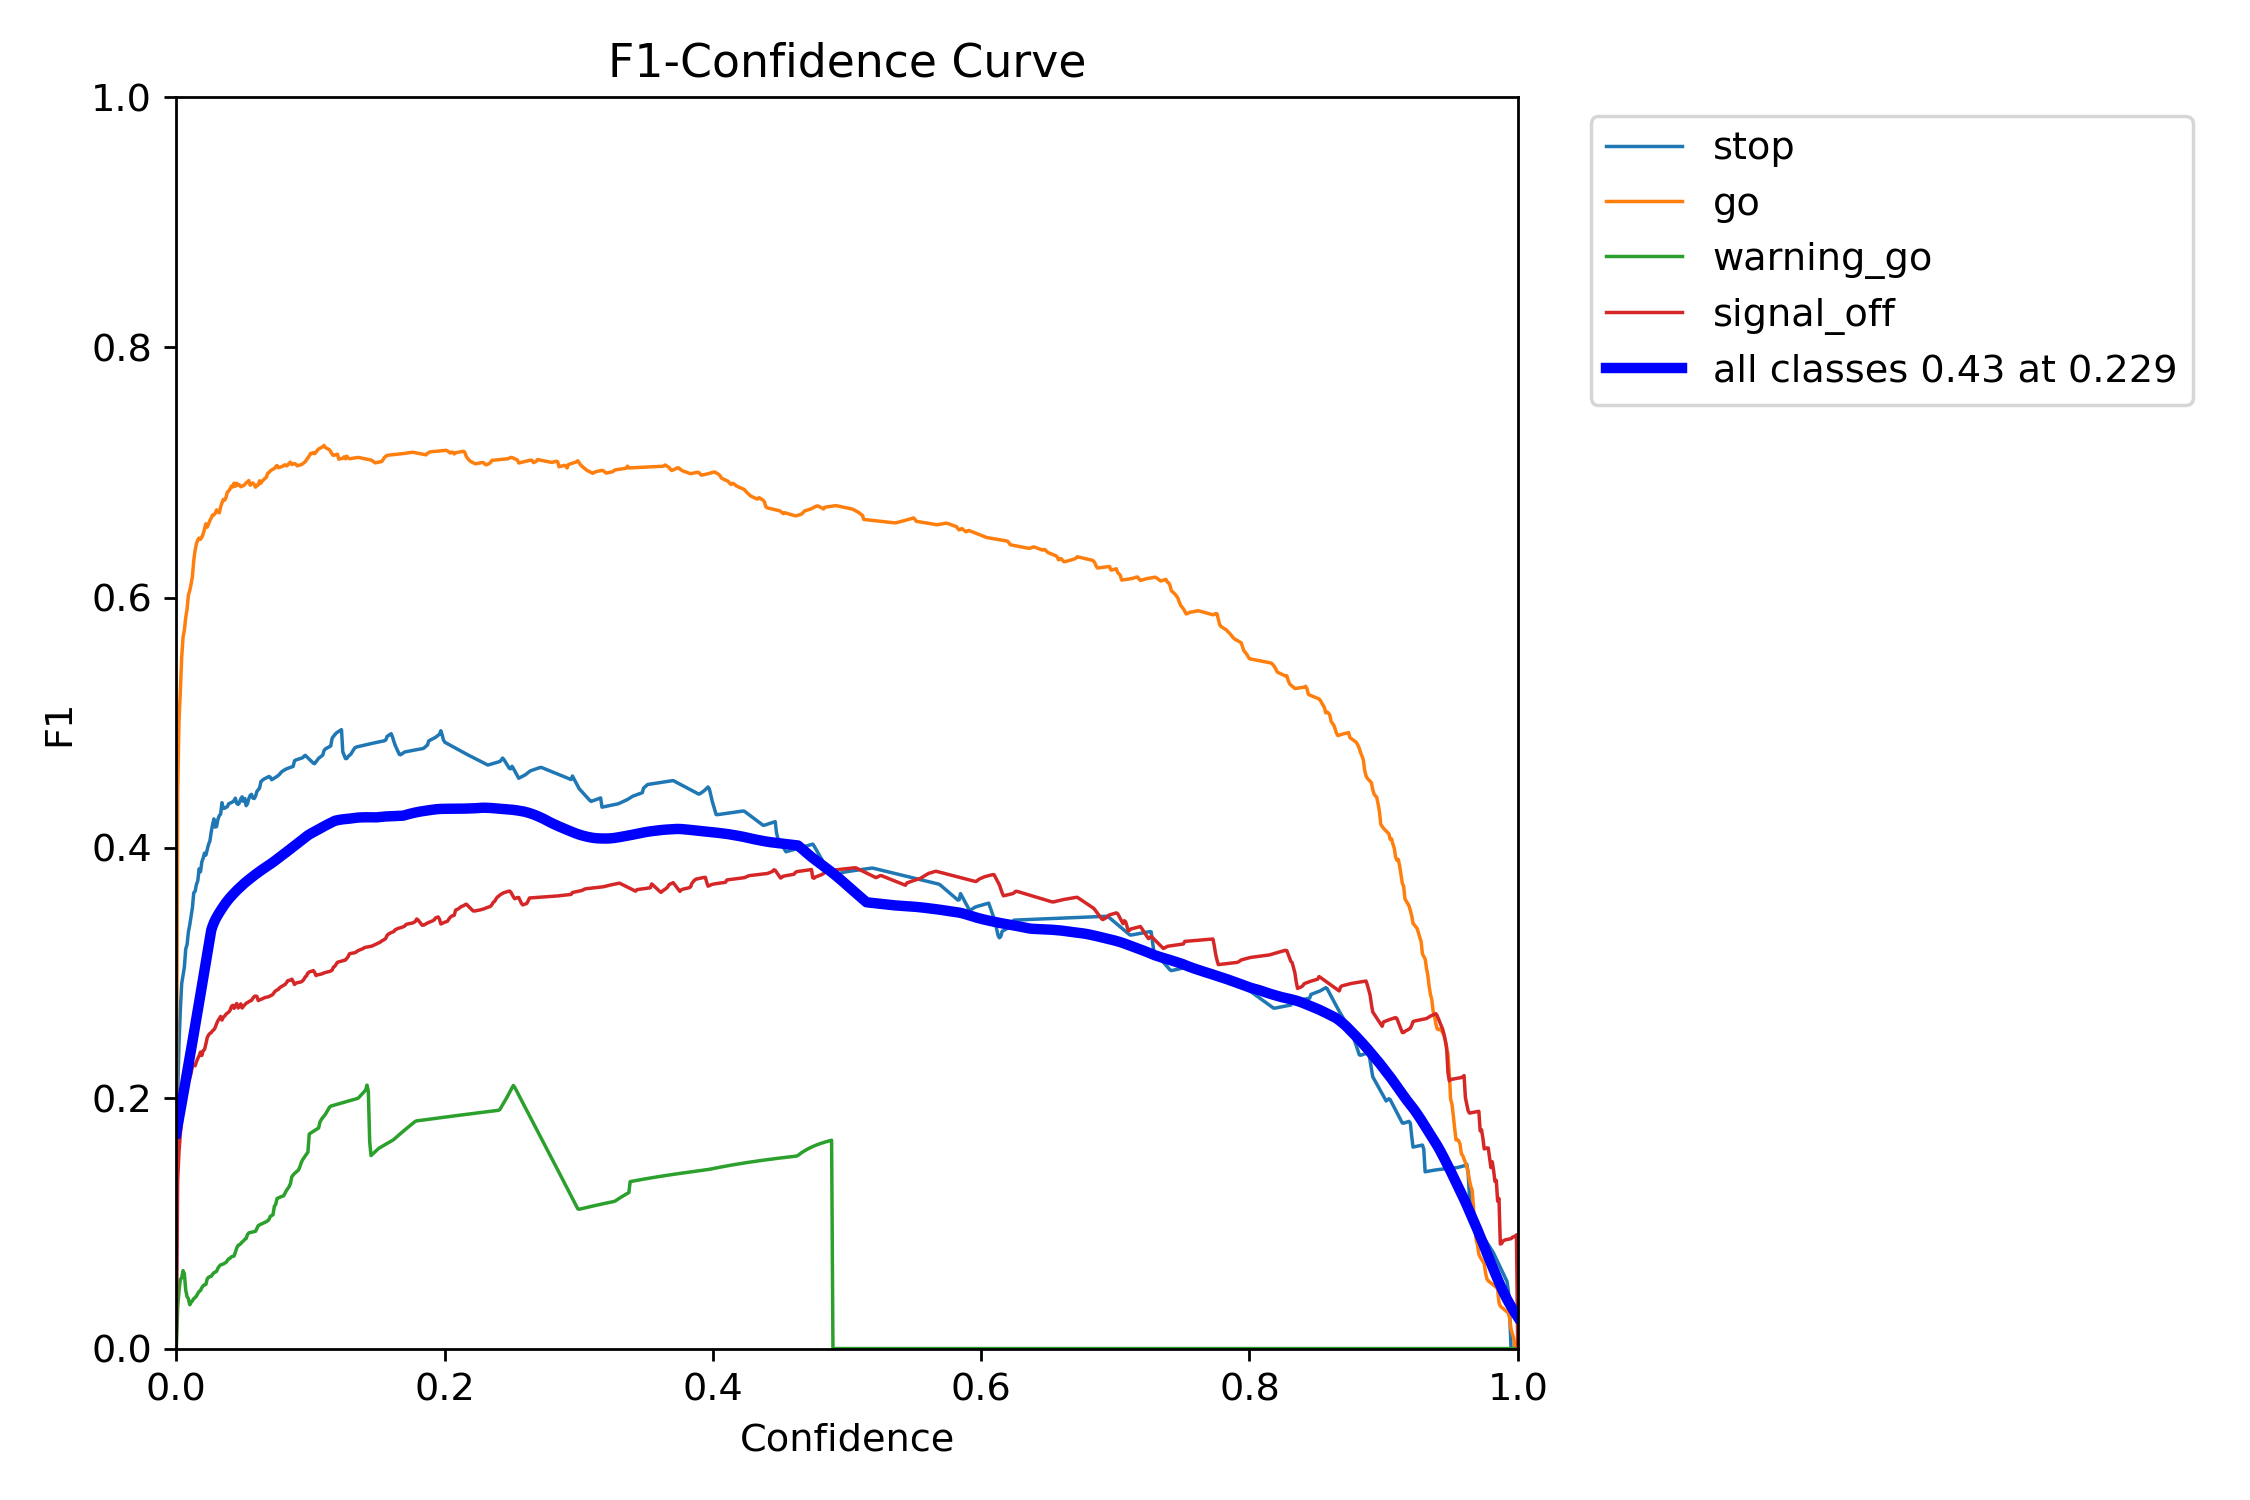 F1-Confidence Curve
1.0
0.8
0.6
0.4
0.2
0.0
F1
0.0 0.2 0.4 0.6 0.8 1.0
Confidence
stop
go
warning_go
signal_off
all classes 0.43 at 0.229